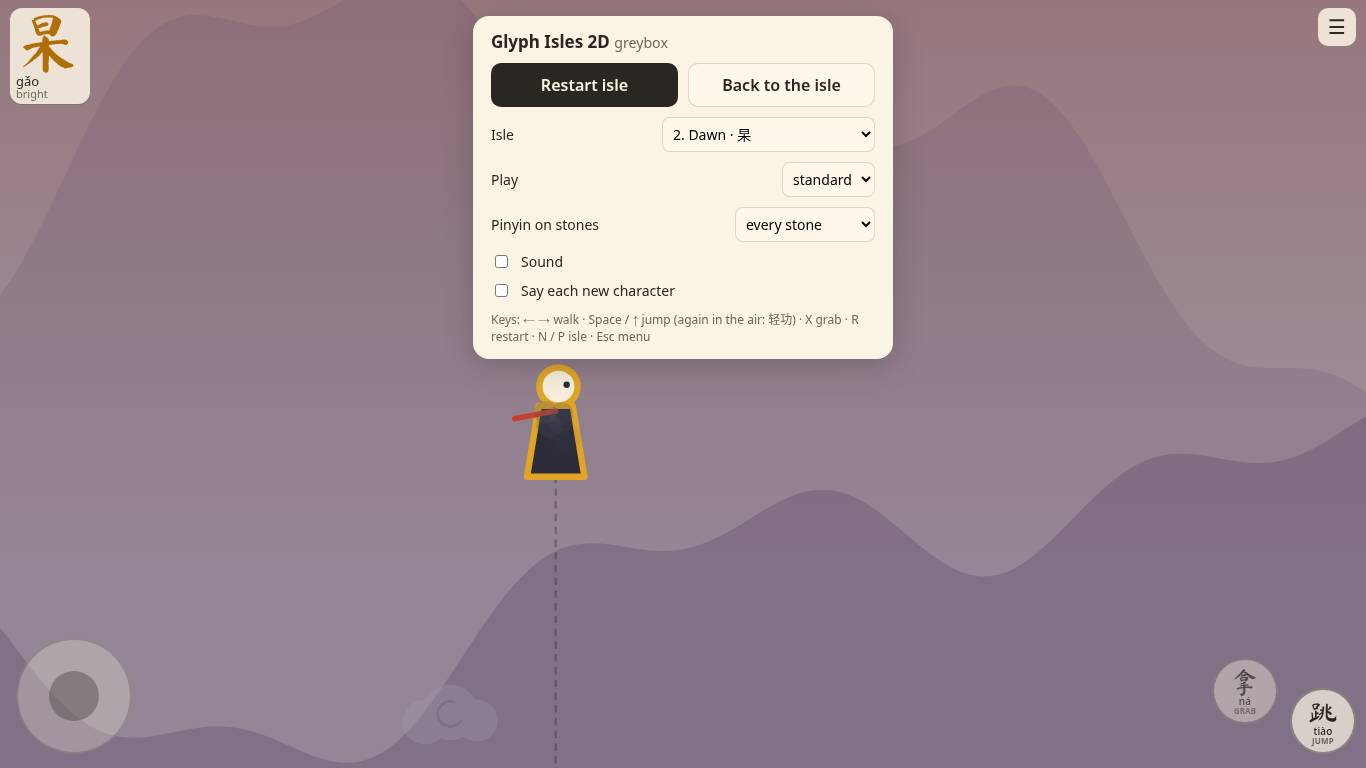 杲
gǎo
bright
☰
Glyph Isles 2D greybox
Restart isle
Back to the isle
Isle
2. Dawn · 杲
Play
standard
Pinyin on stones
every stone
Sound
Say each new character
Keys: ← → walk · Space / ↑ jump (again in the air: 轻功) · X grab · R
restart · N / P isle · Esc menu
拿
ná
GRAB
跳
tiào
JUMP